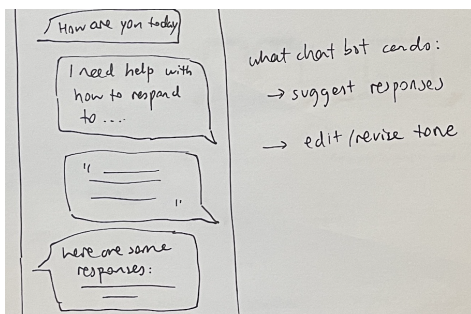 How are you today
I need help with
how to respond
to ....
"
"
here are some
responses:
what chat bot can do:
→ suggest responses
→ edit/revize tone